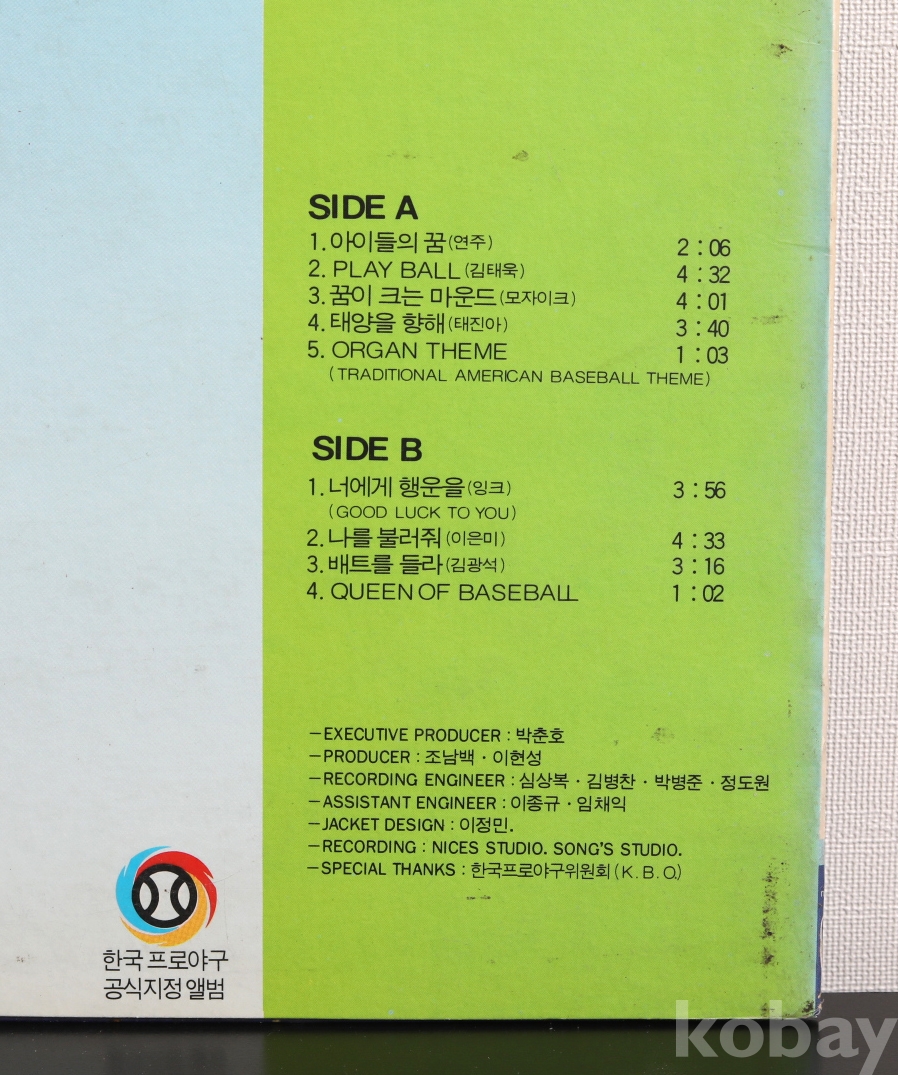 SIDE A
1. 아이들의 꿈 (연주) 2 : 06
2. PLAY BALL (김태욱) 4 : 32
3. 꿈이 크는 마운드 (모자이크) 4 : 01
4. 태양을 향해 (태진아) 3 : 40
5. ORGAN THEME 1 : 03
(TRADITIONAL AMERICAN BASEBALL THEME)
SIDE B
1. 너에게 행운을 (잉크) 3 : 56
(GOOD LUCK TO YOU)
2. 나를 불러줘 (이은미) 4 : 33
3. 배트를 들라 (김광석) 3 : 16
4. QUEEN OF BASEBALL 1 : 02
–EXECUTIVE PRODUCER : 박춘호
–PRODUCER : 조남백 · 이현성
–RECORDING ENGINEER : 심상복 · 김병찬 · 박병준 · 정도원
–ASSISTANT ENGINEER : 이종규 · 임채익
–JACKET DESIGN : 이정민.
–RECORDING : NICES STUDIO. SONG'S STUDIO.
–SPECIAL THANKS : 한국프로야구위원회 (K.B.O.)
한국 프로야구
공식지정 앨범
kobay